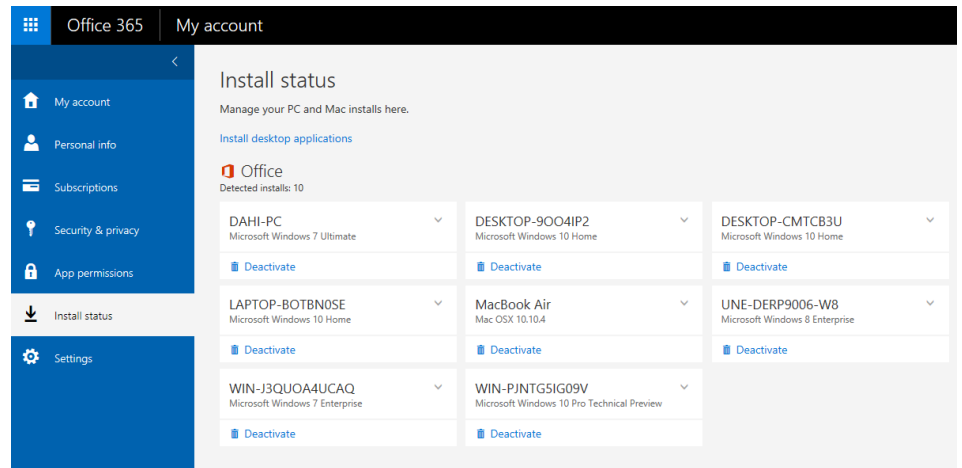 Office 365 My account
My account
Personal info
Subscriptions
Security & privacy
App permissions
Install status
Settings
Install status
Manage your PC and Mac installs here.
Install desktop applications
Office
Detected installs: 10
DAHI-PC
Microsoft Windows 7 Ultimate
Deactivate
DESKTOP-9OO4IP2
Microsoft Windows 10 Home
Deactivate
DESKTOP-CMTCB3U
Microsoft Windows 10 Home
Deactivate
LAPTOP-BOTBN0SE
Microsoft Windows 10 Home
Deactivate
MacBook Air
Mac OSX 10.10.4
Deactivate
UNE-DERP9006-W8
Microsoft Windows 8 Enterprise
Deactivate
WIN-J3QUOA4UCAQ
Microsoft Windows 7 Enterprise
Deactivate
WIN-PJNTG5IG09V
Microsoft Windows 10 Pro Technical Preview
Deactivate